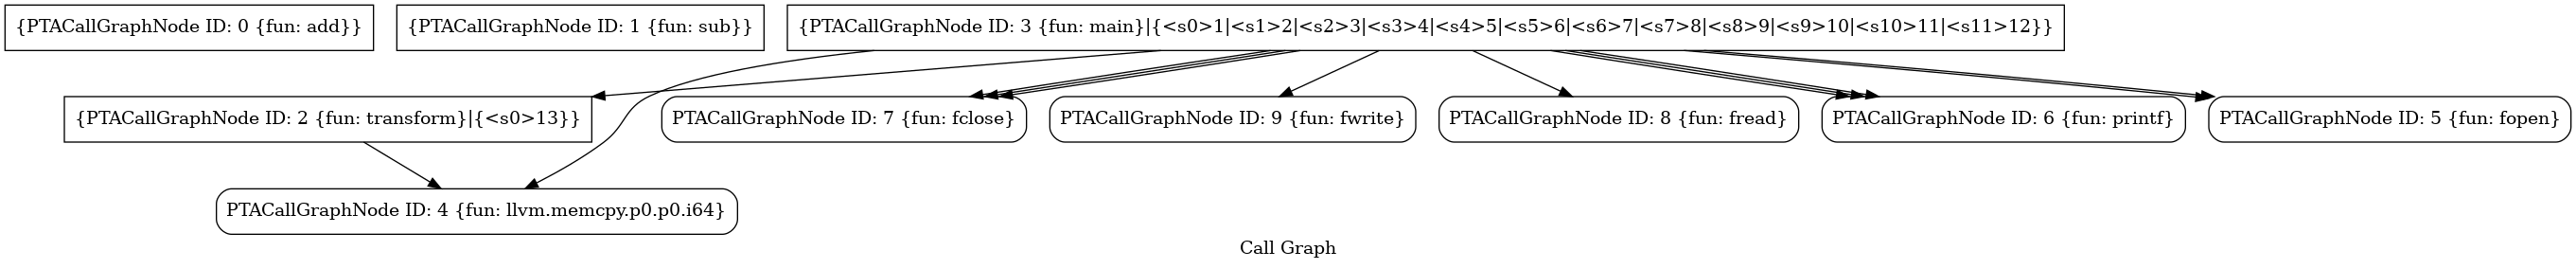 {PTACallGraphNode ID: 0 {fun: add}}
{PTACallGraphNode ID: 1 {fun: sub}}
{PTACallGraphNode ID: 3 {fun: main}|{<s0>1|<s1>2|<s2>3|<s3>4|<s4>5|<s5>6|<s6>7|<s7>8|<s8>9|<s9>10|<s10>11|<s11>12}}
{PTACallGraphNode ID: 2 {fun: transform}|{<s0>13}}
PTACallGraphNode ID: 7 {fun: fclose}
PTACallGraphNode ID: 9 {fun: fwrite}
PTACallGraphNode ID: 8 {fun: fread}
PTACallGraphNode ID: 6 {fun: printf}
PTACallGraphNode ID: 5 {fun: fopen}
PTACallGraphNode ID: 4 {fun: llvm.memcpy.p0.p0.i64}
Call Graph